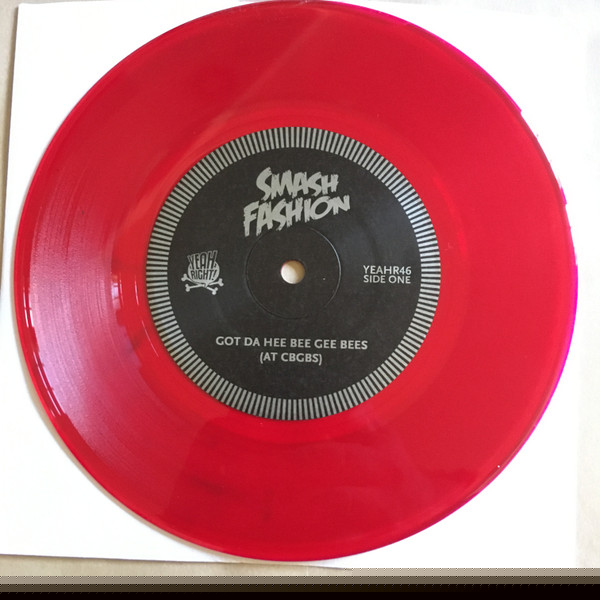 SMASH
FASHION
YEAH
RIGHT!
YEAHR46
SIDE ONE
GOT DA HEE BEE GEE BEES
(AT CBGBS)